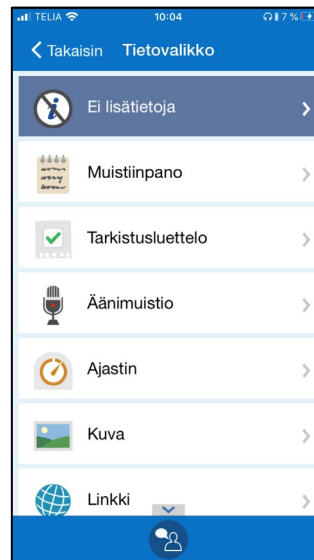 TELIA 10:04 7 %
Takaisin Tietovalikko
Ei lisätietoja
Muistiinpano
Tarkistusluettelo
Äänimuistio
Ajastin
Kuva
Linkki